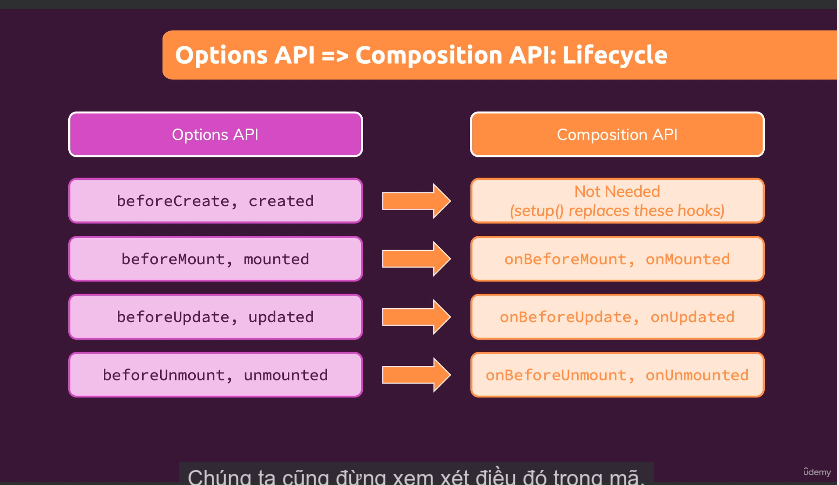 Options API => Composition API: Lifecycle
Options API
Composition API
beforeCreate, created
Not Needed
(setup() replaces these hooks)
beforeMount, mounted
onBeforeMount, onMounted
beforeUpdate, updated
onBeforeUpdate, onUpdated
beforeUnmount, unmounted
onBeforeUnmount, onUnmounted
Chúng ta cũng đừng xem xét điều đó trong mã.
ûdemy